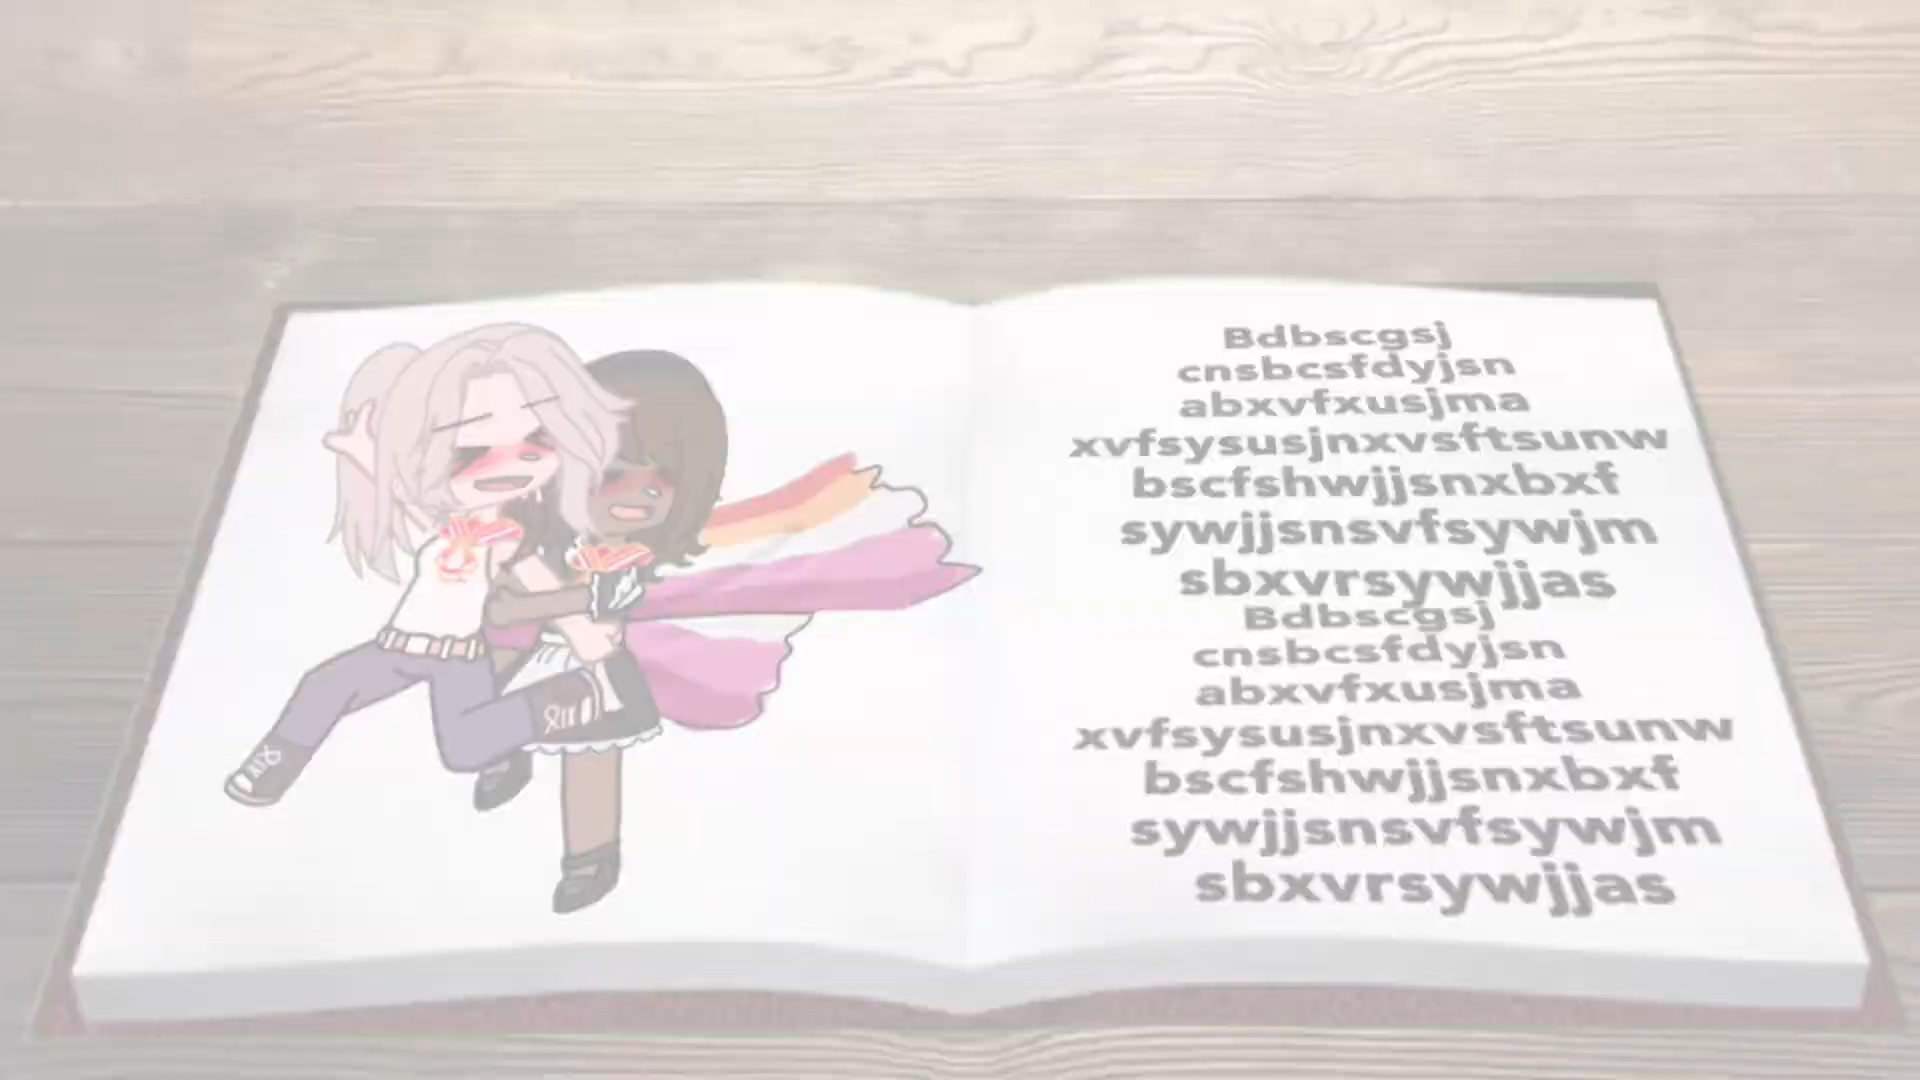 Bdbscgsj
cnsbcsfdyjsn
abxvfxusjma
xvfsysusjnxvsftsunw
bscfshwjjsnxbxf
sywjjsnsvfsywjm
sbxvrsywjjas
Bdbscgsj
cnsbcsfdyjsn
abxvfxusjma
xvfsysusjnxvsftsunw
bscfshwjjsnxbxf
sywjjsnsvfsywjm
sbxvrsywjjas